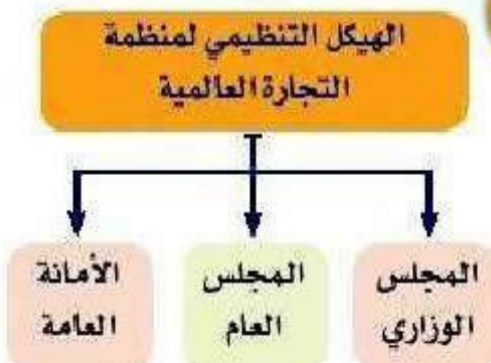 الهيكل التنظيمي لمنظمة
التجارة العالمية
المجلس
الوزاري
المجلس
العام
الأمانة
العامة